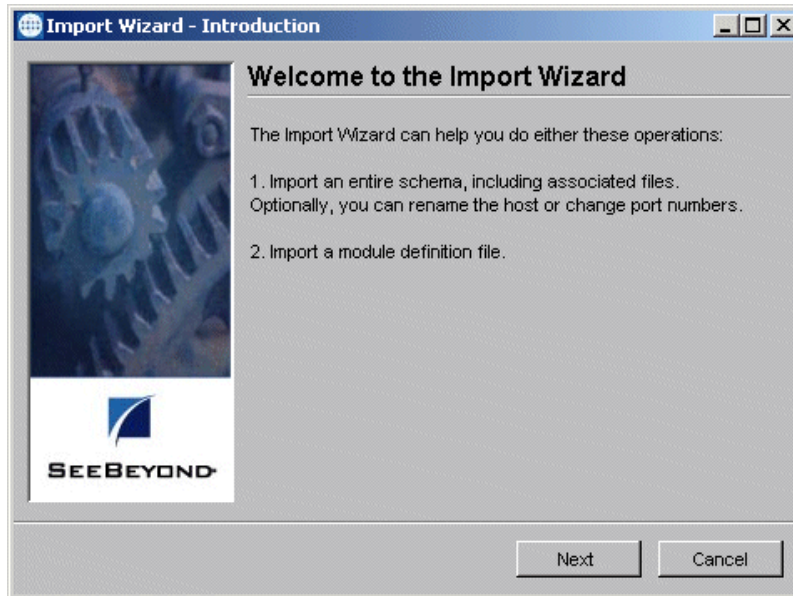 Import Wizard - Introduction
Welcome to the Import Wizard
The Import Wizard can help you do either these operations:
1. Import an entire schema, including associated files.
Optionally, you can rename the host or change port numbers.
2. Import a module definition file.
SEEBEYOND
Next
Cancel